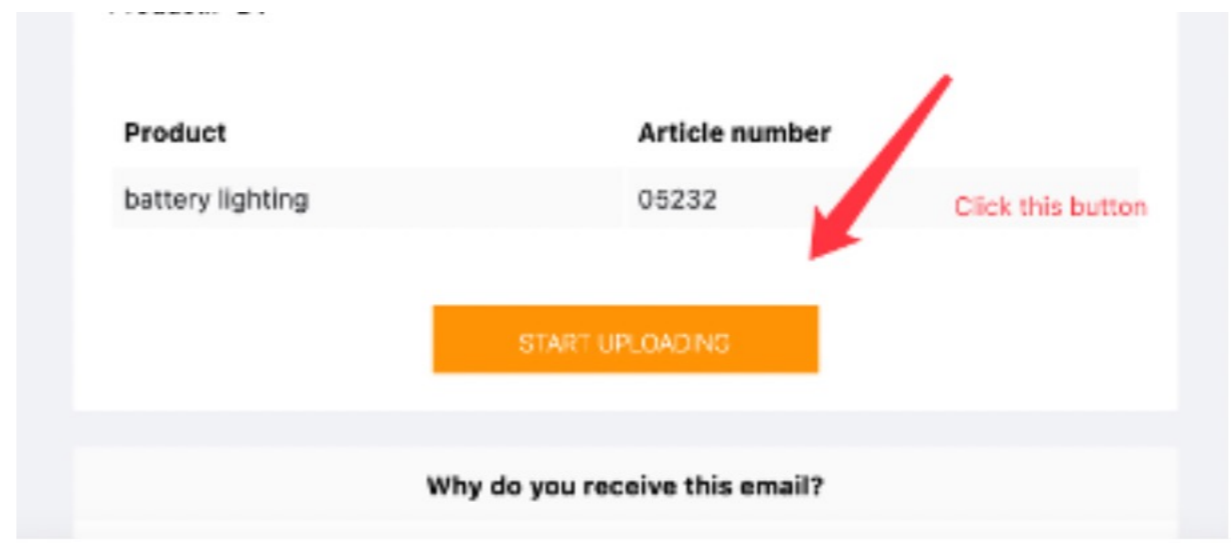 Product Article number
battery lighting 05232 Click this button
START UPLOADING
Why do you receive this email?